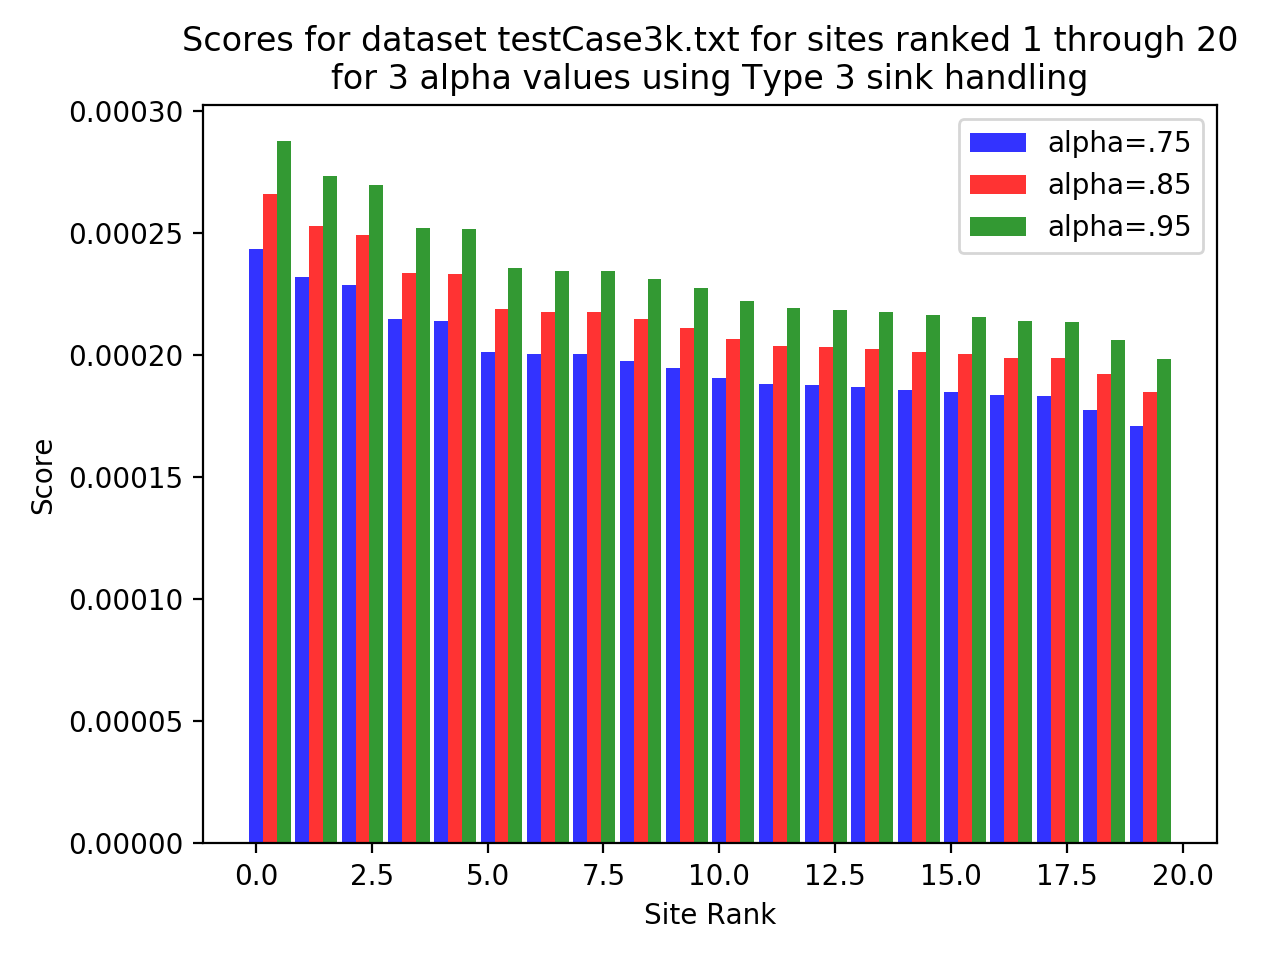 Scores for dataset testCase3k.txt for sites ranked 1 through 20
for 3 alpha values using Type 3 sink handling
0.00030
0.00025
0.00020
0.00015
0.00010
0.00005
0.00000
Score
alpha=.75
alpha=.85
alpha=.95
0.0 2.5 5.0 7.5 10.0 12.5 15.0 17.5 20.0
Site Rank